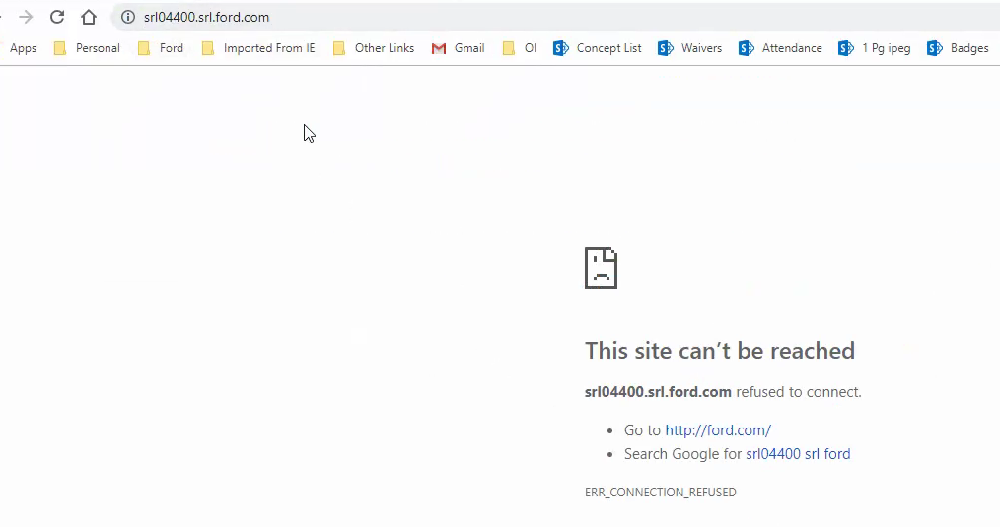 srl04400.srl.ford.com
Apps Personal Ford Imported From IE Other Links Gmail OI Concept List Waivers Attendance 1 Pg ipeg Badges
This site can't be reached
srl04400.srl.ford.com refused to connect.
Go to http://ford.com/
Search Google for srl04400 srl ford
ERR_CONNECTION_REFUSED